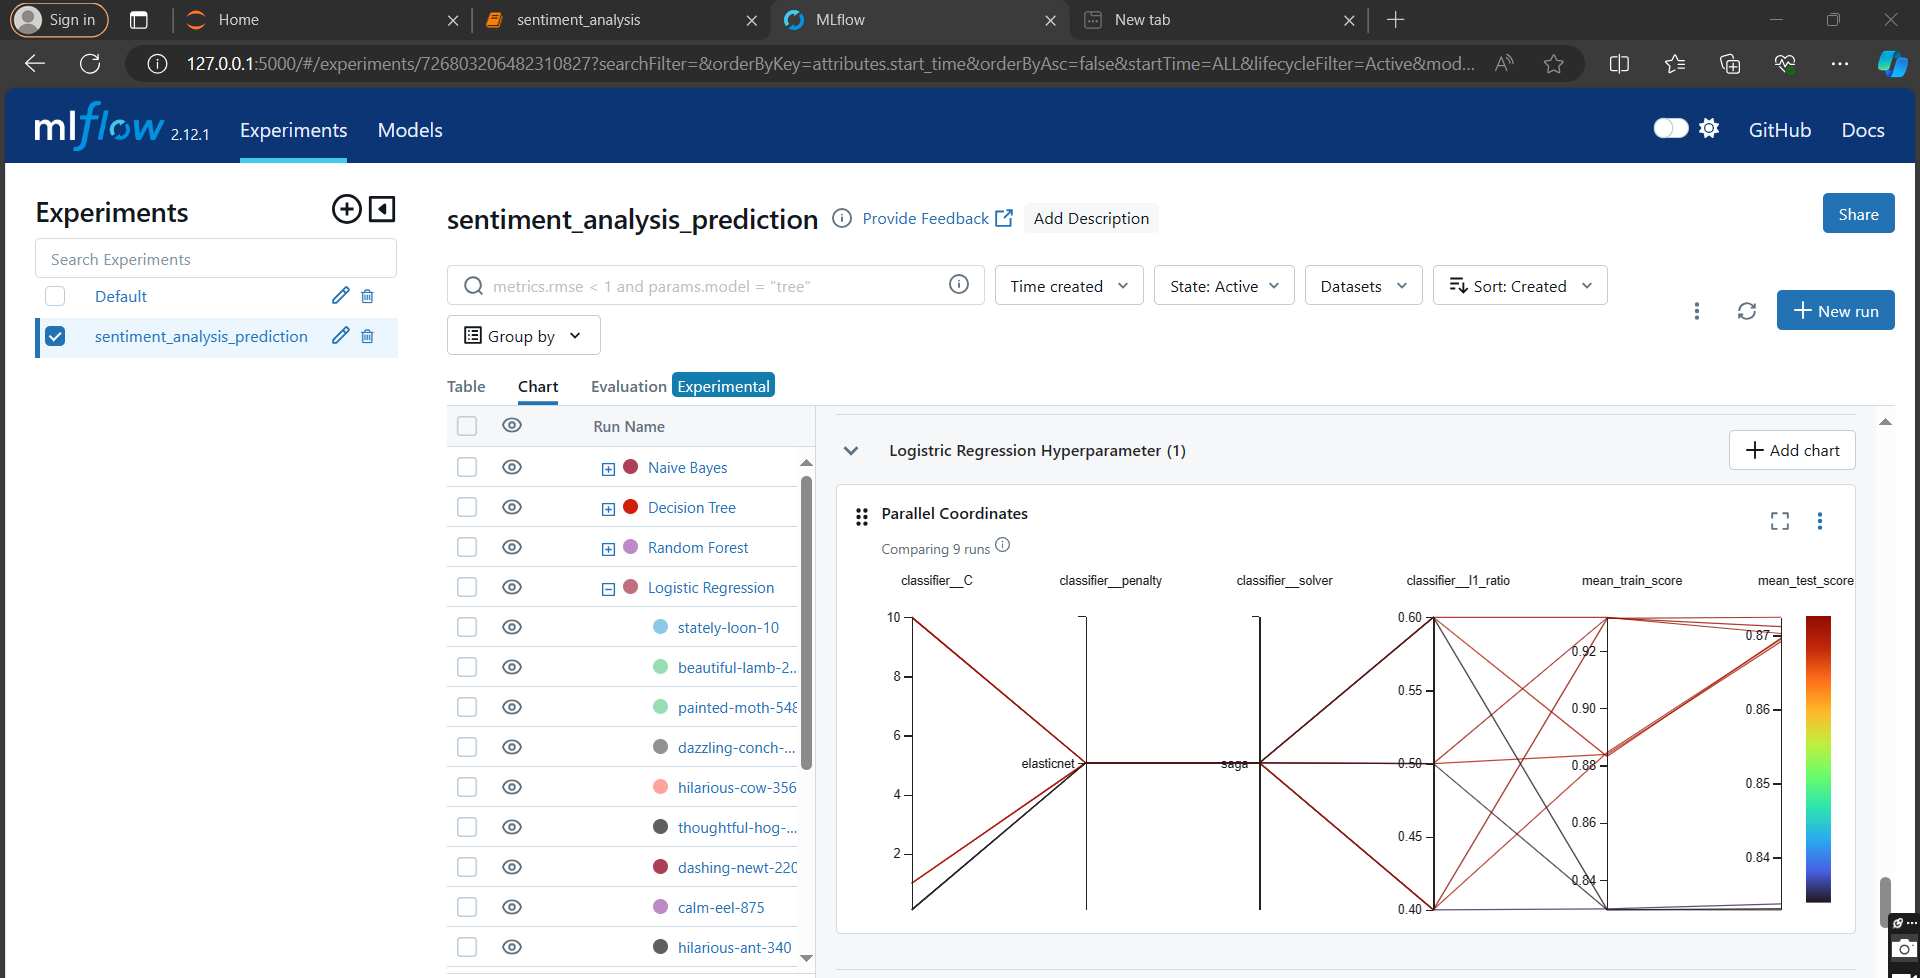 Sign in
Home
sentiment_analysis
MLflow
New tab
127.0.0.1:5000/#/experiments/726803206482310827?searchFilter=&orderByKey=attributes.start_time&orderByAsc=false&startTime=ALL&lifecycleFilter=Active&mod...
mlflow 2.12.1
Experiments
Models
GitHub
Docs
Experiments
Search Experiments
Default
sentiment_analysis_prediction
sentiment_analysis_prediction
Provide Feedback
Add Description
Share
metrics.rmse < 1 and params.model = "tree"
Time created
State: Active
Datasets
Sort: Created
Group by
New run
Table
Chart
Evaluation
Experimental
Run Name
Naive Bayes
Decision Tree
Random Forest
Logistic Regression
stately-loon-10
beautiful-lamb-2...
painted-moth-548
dazzling-conch-...
hilarious-cow-356
thoughtful-hog-...
dashing-newt-220
calm-eel-875
hilarious-ant-340
Logistric Regression Hyperparameter (1)
Add chart
Parallel Coordinates
Comparing 9 runs
classifier__C
classifier__penalty
classifier__solver
classifier__l1_ratio
mean_train_score
mean_test_score
10
8
6
4
2
elasticnet
saga
0.60
0.55
0.50
0.45
0.40
0.92
0.90
0.88
0.86
0.84
0.87
0.86
0.85
0.84